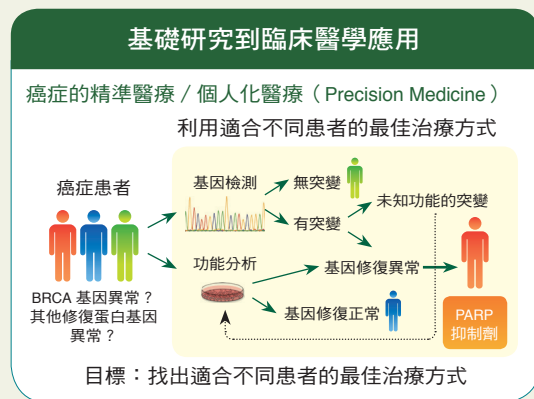 基礎研究到臨床醫學應用
癌症的精準醫療 / 個人化醫療（Precision Medicine）
利用適合不同患者的最佳治療方式
癌症患者
BRCA 基因異常？
其他修復蛋白基因
異常？
基因檢測
無突變
有突變
未知功能的突變
功能分析
基因修復異常
基因修復正常
PARP
抑制劑
目標：找出適合不同患者的最佳治療方式